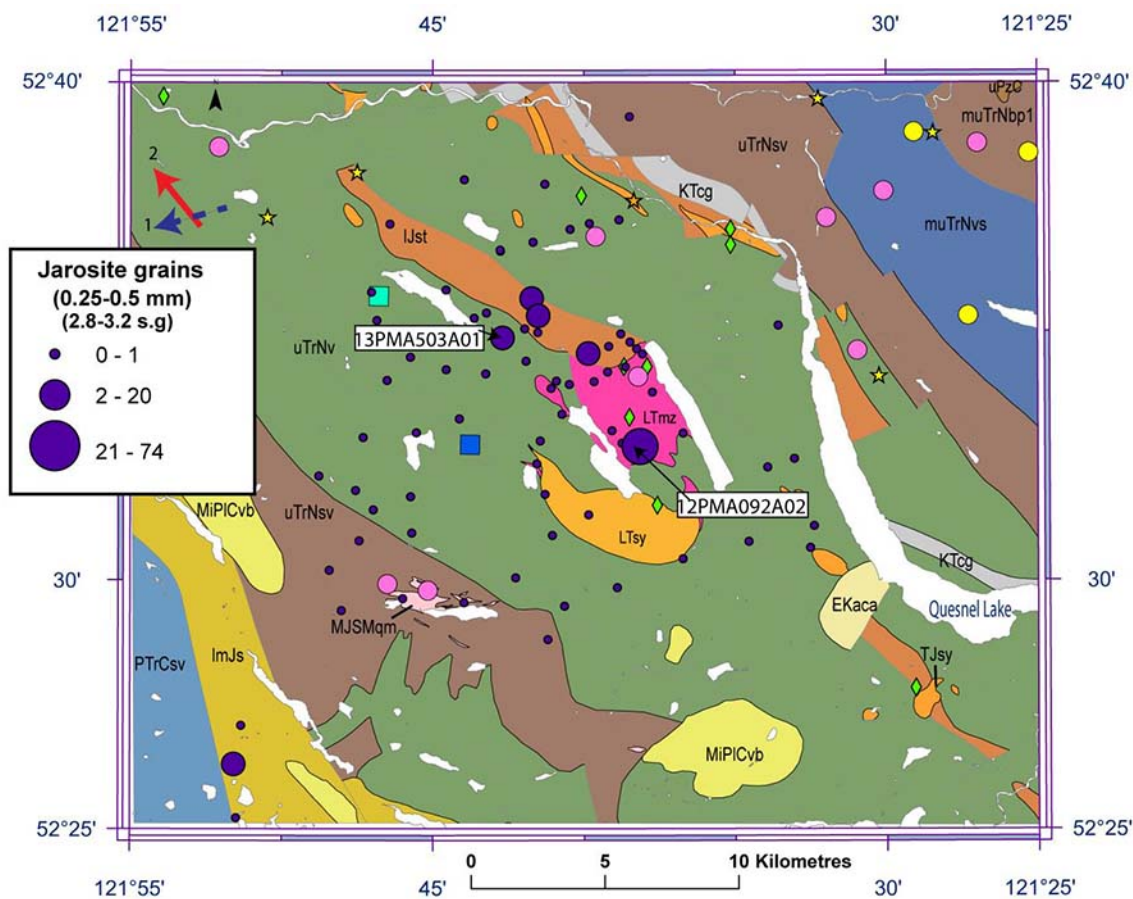 121°55'
45'
30'
121°25'
52°40'
52°40'
N
uPzC
muTrNbp1
uTrNsv
2
1
KTcg
muTrNvs
lJst
Jarosite grains
(0.25-0.5 mm)
(2.8-3.2 s.g)
0 - 1
2 - 20
21 - 74
13PMA503A01
uTrNv
LTmz
12PMA092A02
MiPlCvb
uTrNsv
LTsy
KTcg
30'
30'
EKaca
Quesnel Lake
MJSMqm
PTrCsv
lmJs
TJsy
MiPlCvb
52°25'
52°25'
0 5 10 Kilometres
121°55'
45'
30'
121°25'